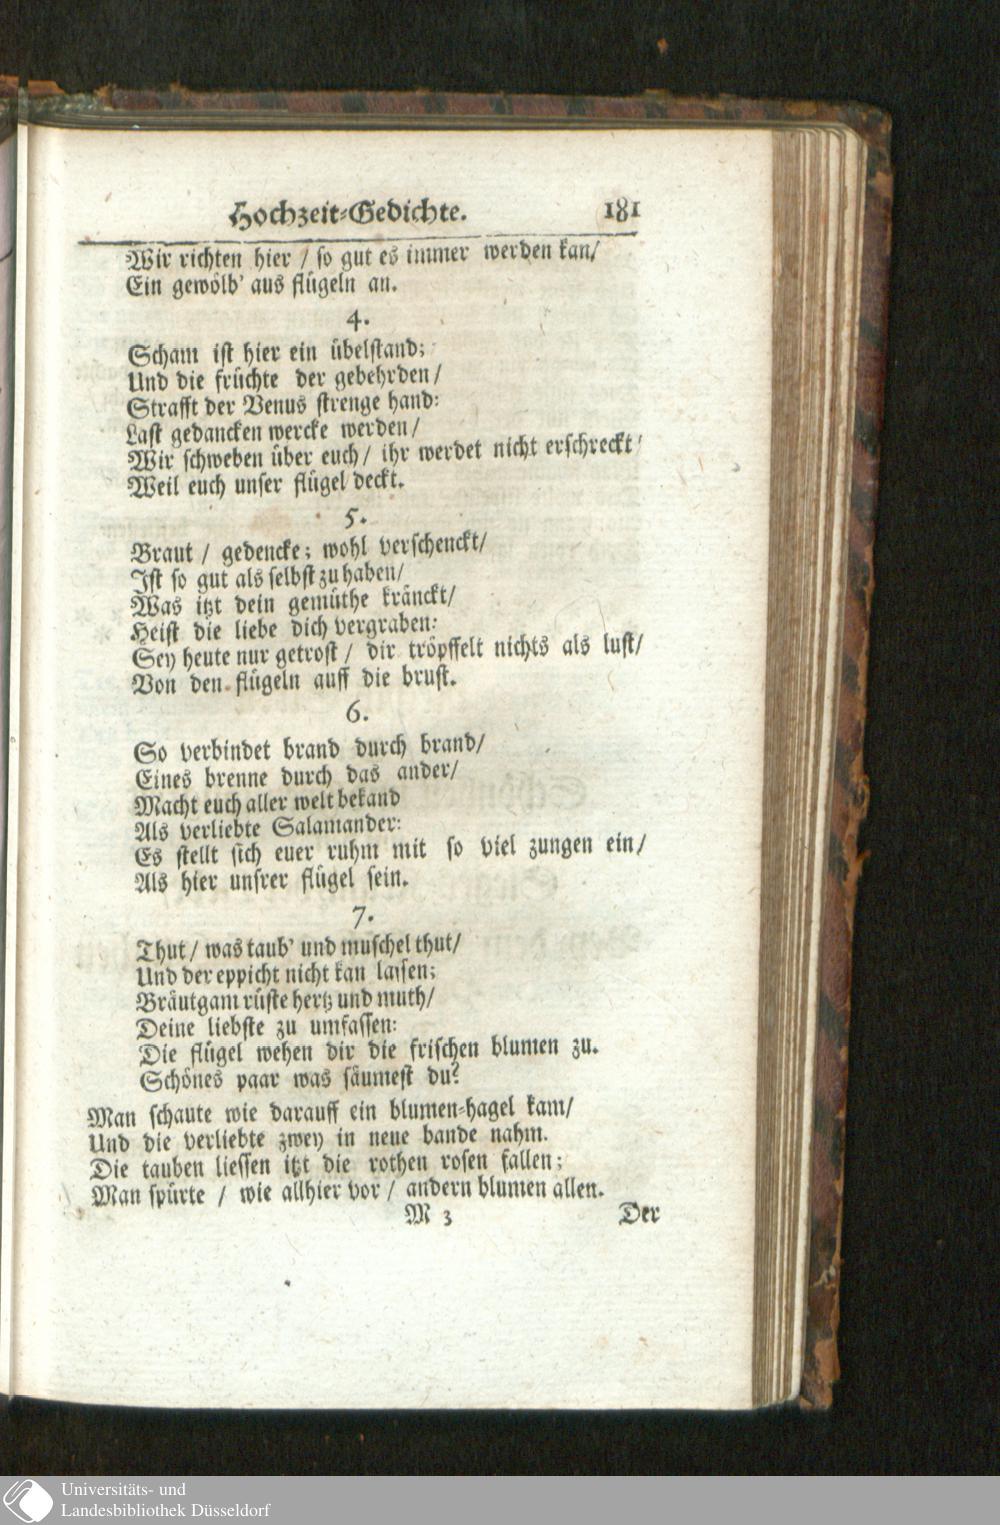 Hochzeit-Gedichte. 181
Wir richten hier / so gut es immer werden kan/
Ein gewölb' aus flügeln an.
4.
Scham ist hier ein übelstand;
Und die früchte der gebehrden/
Strafft der Venus strenge hand:
Last gedancken wercke werden/
Wir schweben über euch/ ihr werdet nicht erschreckt/
Weil euch unser flügel deckt.
5.
Braut / gedencke; wohl verschenckt/
Ist so gut als selbst zu haben/
Was itzt dein gemüthe kränckt/
Heist die liebe dich vergraben:
Sey heute nur getrost/ dir tröpffelt nichts als lust/
Von den flügeln auff die brust.
6.
So verbindet brand durch brand/
Eines brenne durch das ander/
Macht euch aller welt bekand
Als verliebte Salamander:
Es stellt sich euer ruhm mit so viel zungen ein/
Als hier unsrer flügel sein.
7.
Thut/ was taub' und muschel thut/
Und der eppicht nicht kan lassen;
Bräutgam rüste hertz und muth/
Deine liebste zu umfassen:
Die flügel wehen dir die frischen blumen zu.
Schönes paar was säumest du?
Man schaute wie darauff ein blumen-hagel kam/
Und die verliebte zwey in neue bande nahm.
Die tauben liessen itzt die rothen rosen fallen;
Man spürte / wie allhier vor / andern blumen allen.
M 3 Der
Universitäts- und
Landesbibliothek Düsseldorf